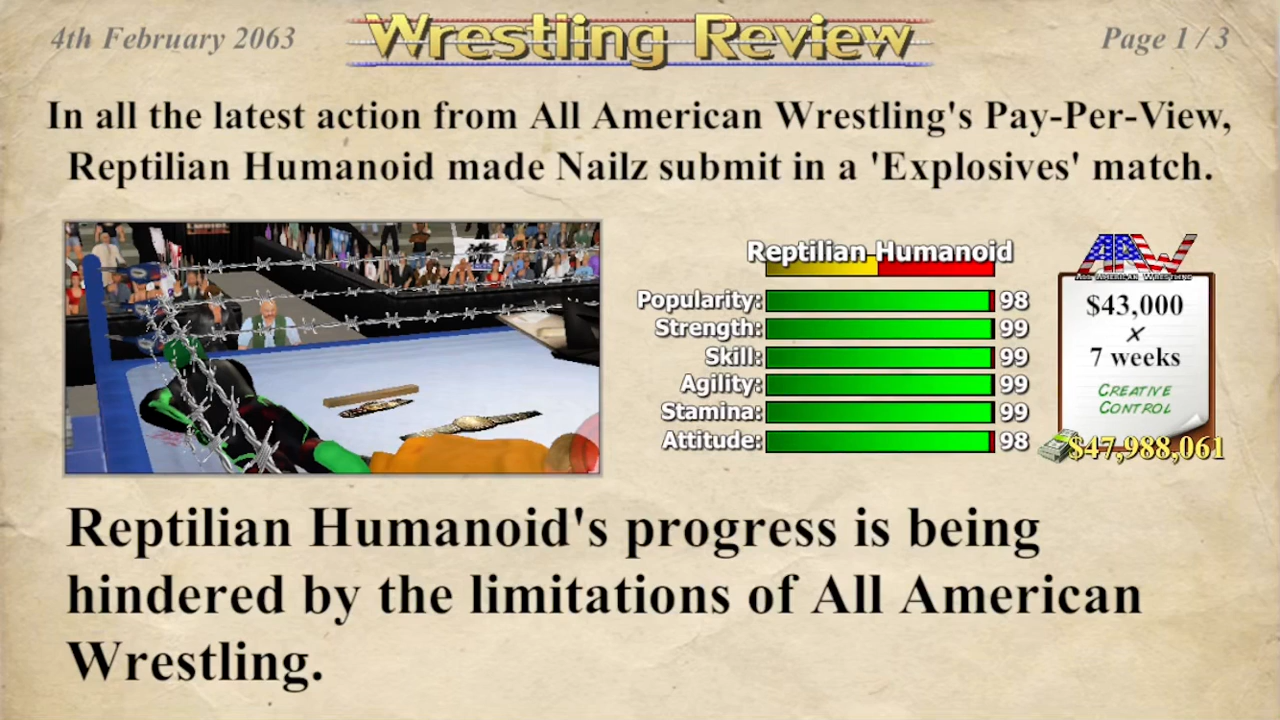 4th February 2063
Wrestling Review
Page 1 / 3
In all the latest action from All American Wrestling's Pay-Per-View,
Reptilian Humanoid made Nailz submit in a 'Explosives' match.
Reptilian Humanoid
Popularity: 98
Strength: 99
Skill: 99
Agility: 99
Stamina: 99
Attitude: 98
AAW
All American Wrestling
$43,000
x
7 weeks
CREATIVE
CONTROL
$47,988,061
Reptilian Humanoid's progress is being
hindered by the limitations of All American
Wrestling.